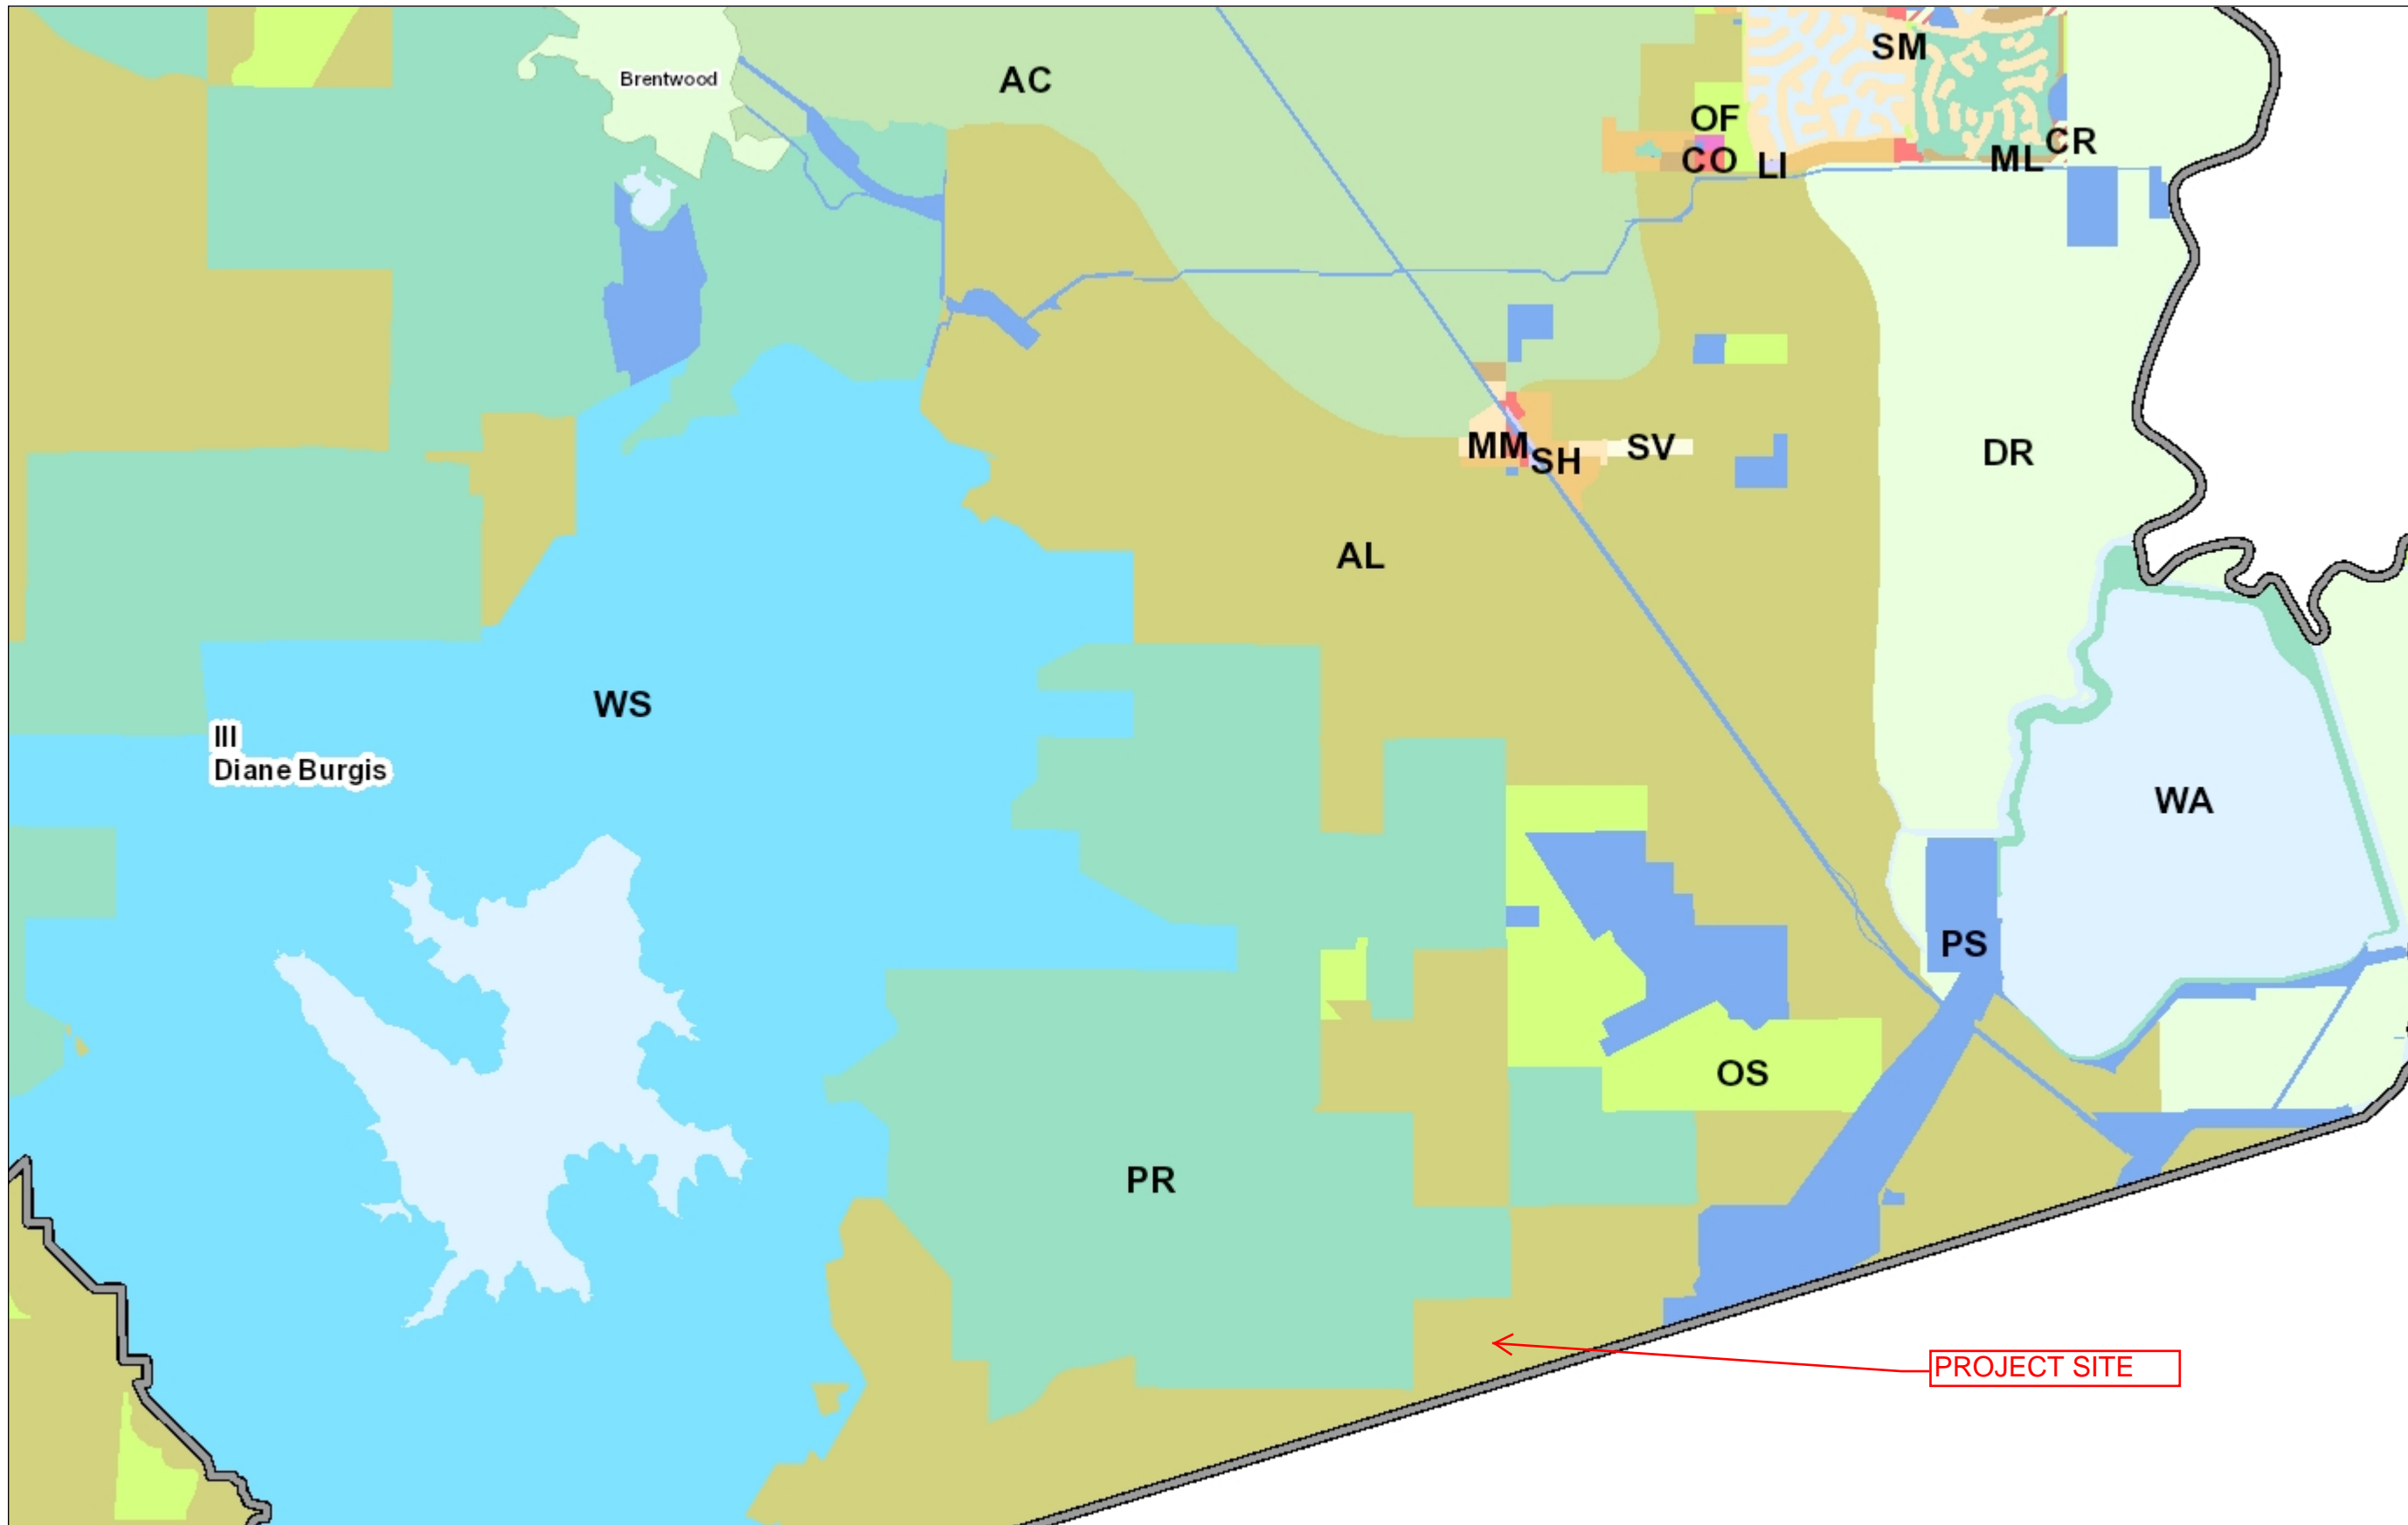 SM
Brentwood
AC
OF
CR
CO
LI
ML
MM
SH
SV
DR
AL
WS
III
Diane Burgis
WA
PS
OS
PR
PROJECT SITE